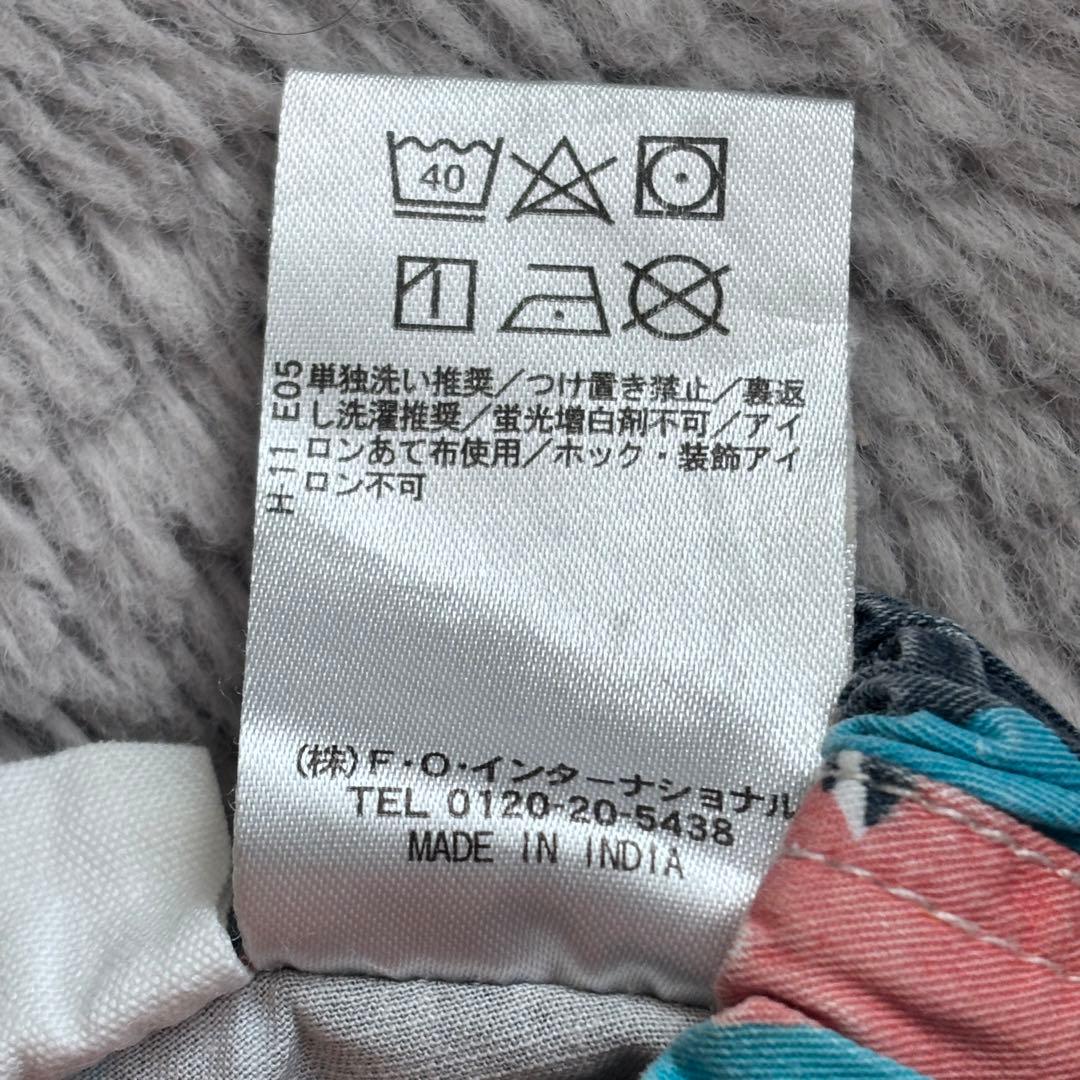 40
H-11 E05
単独洗い推奨／つけ置き禁止／裏返
し洗濯推奨／蛍光増白剤不可／アイ
ロンあて布使用／ホック・装飾アイ
ロン不可
(株)F・O・インターナショナル
TEL 0120-20-5438
MADE IN INDIA